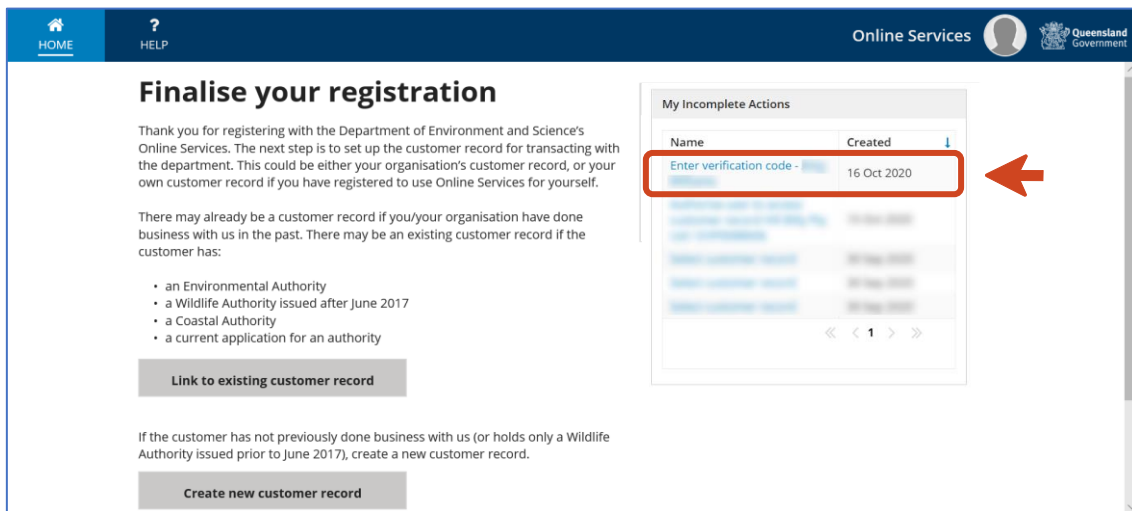 HOME
?
HELP
Online Services
Queensland
Government
Finalise your registration
Thank you for registering with the Department of Environment and Science's
Online Services. The next step is to set up the customer record for transacting with
the department. This could be either your organisation's customer record, or your
own customer record if you have registered to use Online Services for yourself.
There may already be a customer record if you/your organisation have done
business with us in the past. There may be an existing customer record if the
customer has:
• an Environmental Authority
• a Wildlife Authority issued after June 2017
• a Coastal Authority
• a current application for an authority
Link to existing customer record
If the customer has not previously done business with us (or holds only a Wildlife
Authority issued prior to June 2017), create a new customer record.
Create new customer record
My Incomplete Actions
Name Created
Enter verification code - 16 Oct 2020
1